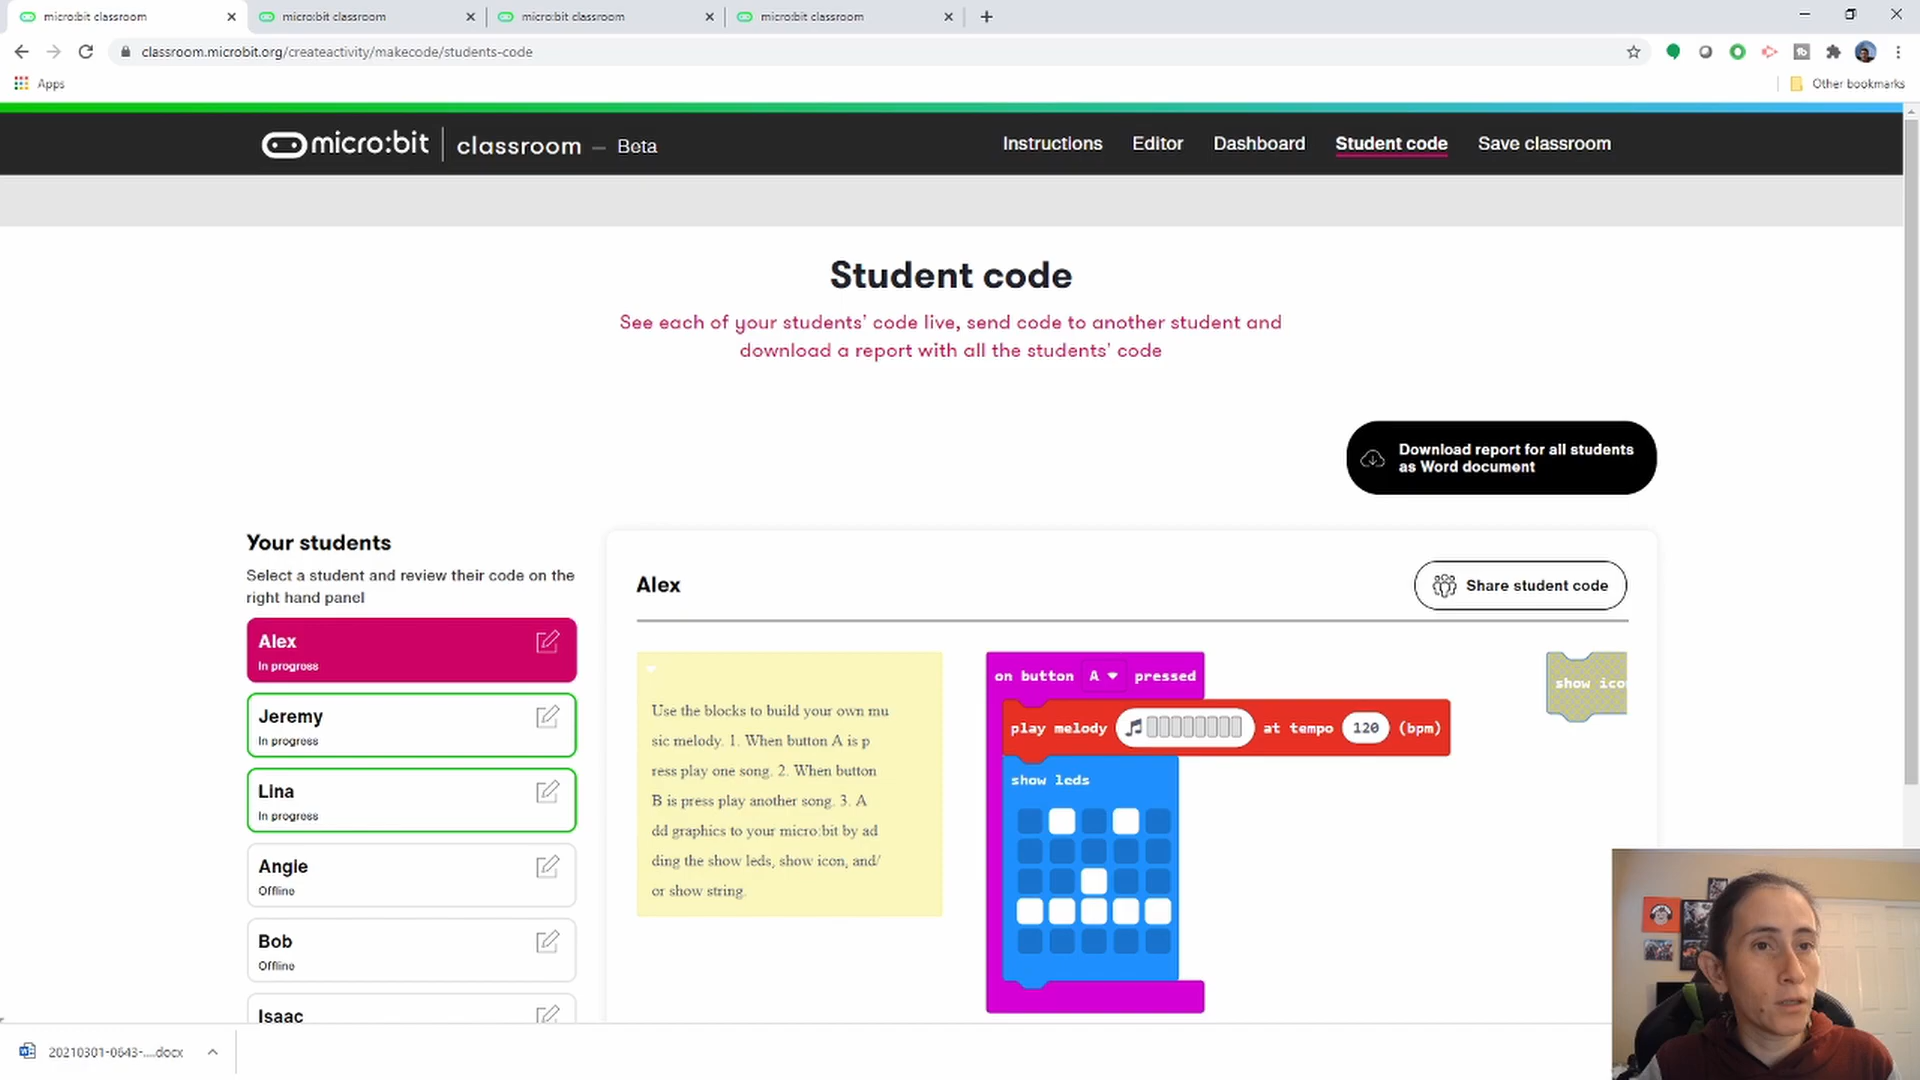 micro:bit classroom
micro:bit classroom
micro:bit classroom
micro:bit classroom
classroom.microbit.org/createactivity/makecode/students-code
Apps
Other bookmarks
micro:bit classroom — Beta
Instructions
Editor
Dashboard
Student code
Save classroom
Student code
See each of your students' code live, send code to another student and
download a report with all the students' code
Download report for all students
as Word document
Your students
Select a student and review their code on the
right hand panel
Alex
In progress
Jeremy
In progress
Lina
In progress
Angie
Offline
Bob
Offline
Isaac
Alex
Share student code
Use the blocks to build your own mu
sic melody. 1. When button A is p
ress play one song. 2. When button
B is press play another song. 3. A
dd graphics to your micro:bit by ad
ding the show leds, show icon, and/
or show string.
on button A pressed
play melody at tempo 120 (bpm)
show leds
show ico
20210301-0643-....docx